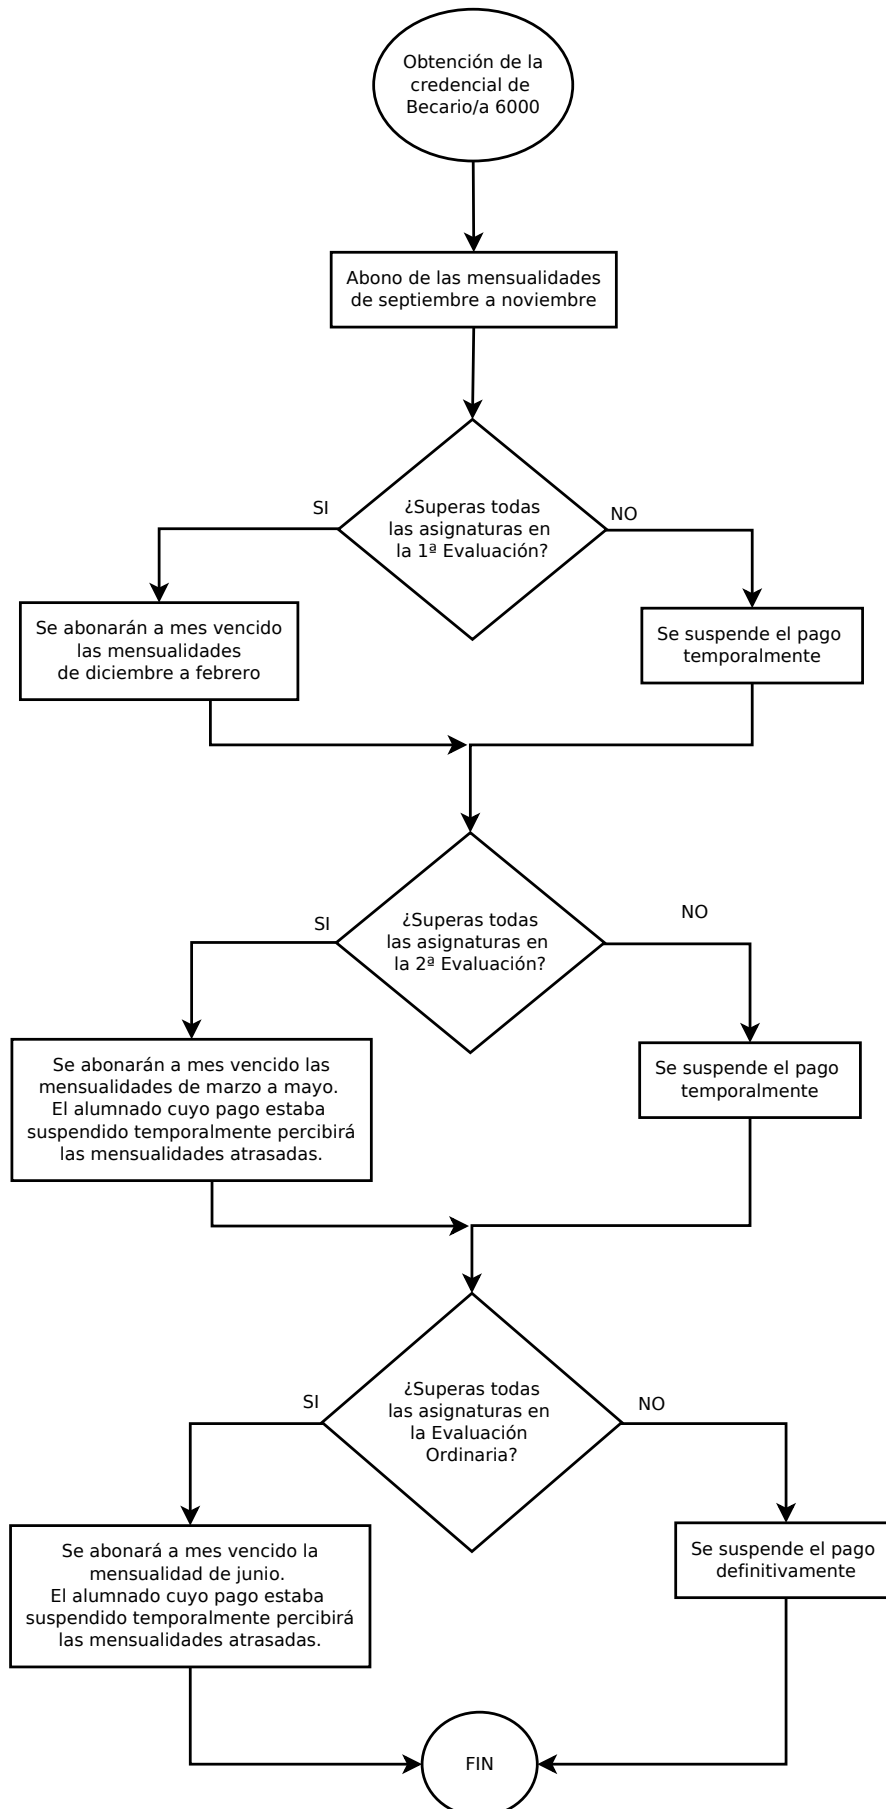 Obtención de la
credencial de
Becario/a 6000
Abono de las mensualidades
de septiembre a noviembre
¿Superas todas
las asignaturas en
la 1ª Evaluación?
SI
NO
Se abonarán a mes vencido
las mensualidades
de diciembre a febrero
Se suspende el pago
temporalmente
¿Superas todas
las asignaturas en
la 2ª Evaluación?
SI
NO
Se abonarán a mes vencido las
mensualidades de marzo a mayo.
El alumnado cuyo pago estaba
suspendido temporalmente percibirá
las mensualidades atrasadas.
Se suspende el pago
temporalmente
¿Superas todas
las asignaturas en
la Evaluación
Ordinaria?
SI
NO
Se abonará a mes vencido la
mensualidad de junio.
El alumnado cuyo pago estaba
suspendido temporalmente percibirá
las mensualidades atrasadas.
Se suspende el pago
definitivamente
FIN